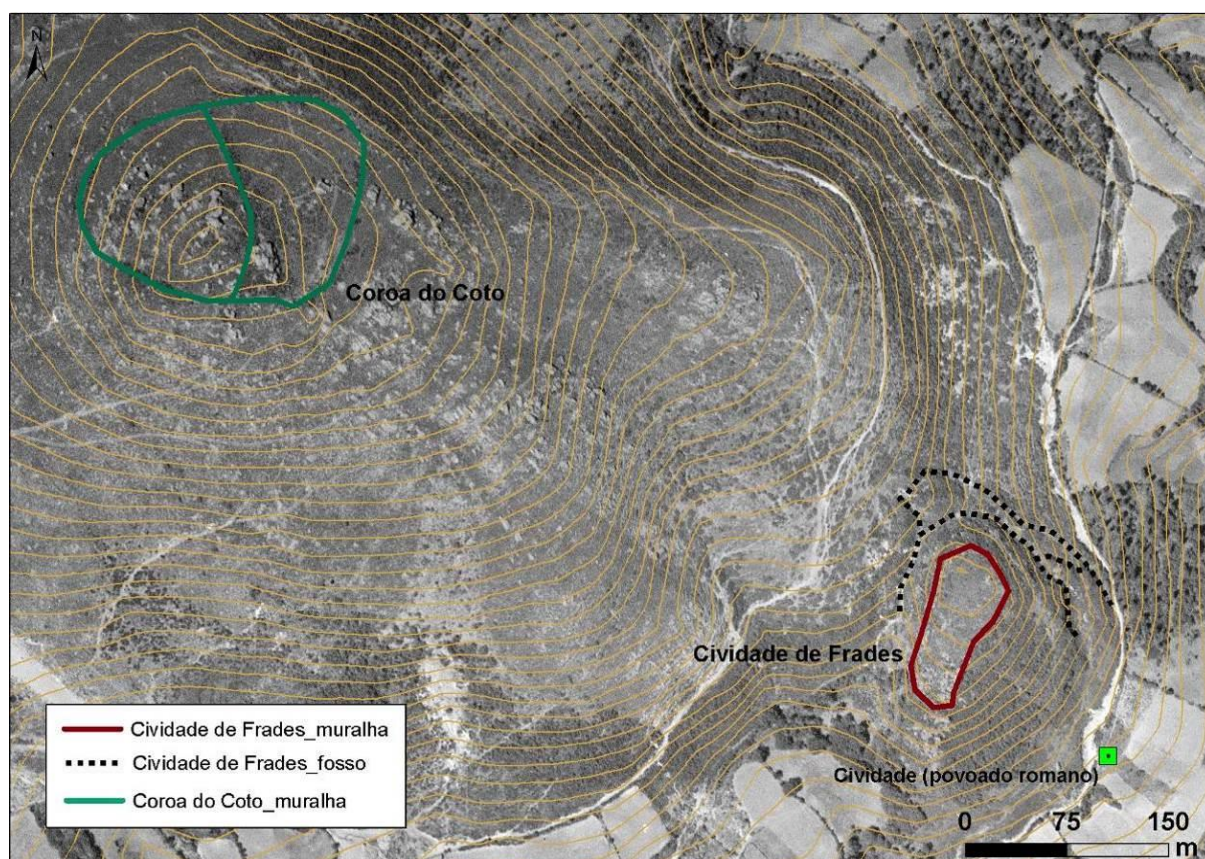 N
Coroa do Coto
Cividade de Frades
Cividade de Frades_muralha
Cividade de Frades_fosso
Coroa do Coto_muralha
Cividade (povoado romano)
0 75 150
m